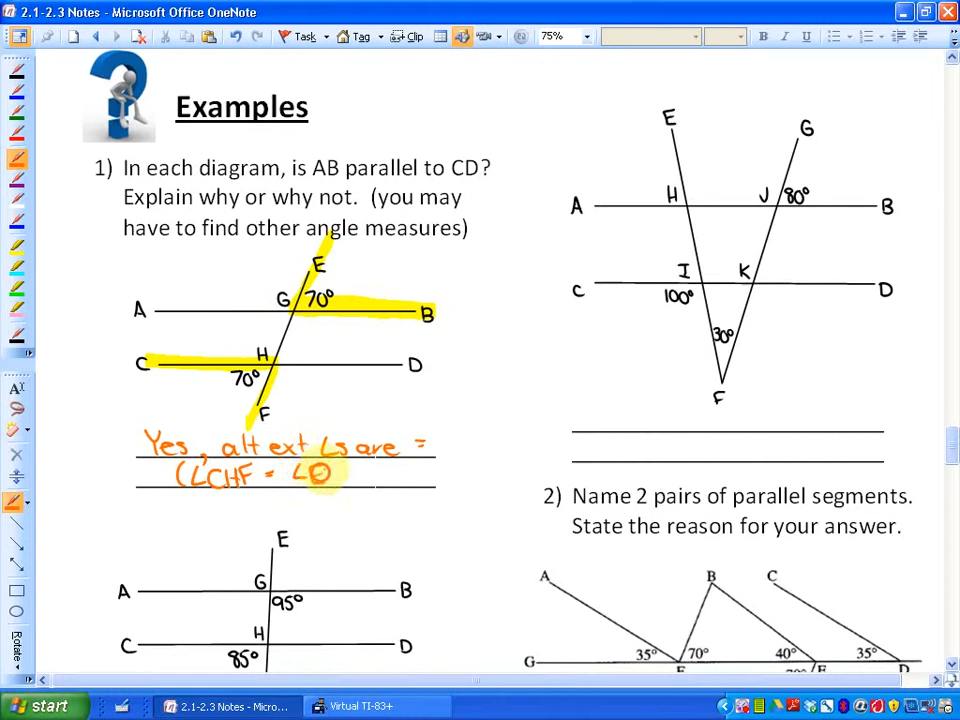 2.1-2.3 Notes - Microsoft Office OneNote
Task Tag Clip 75% B I U
Examples
1) In each diagram, is AB parallel to CD?
Explain why or why not. (you may
have to find other angle measures)
E
G 70°
A B
H
C D
70°
F
Yes, alt ext ∠s are =
(∠CHF = ∠
E
G
A B
95°
H
C D
85°
E G
H J 80°
A B
I K
C D
100°
30°
F
2) Name 2 pairs of parallel segments.
State the reason for your answer.
A B C
35° 70° 40° 35°
G F E D
Rotate
start 2.1-2.3 Notes - Micro... Virtual TI-83+